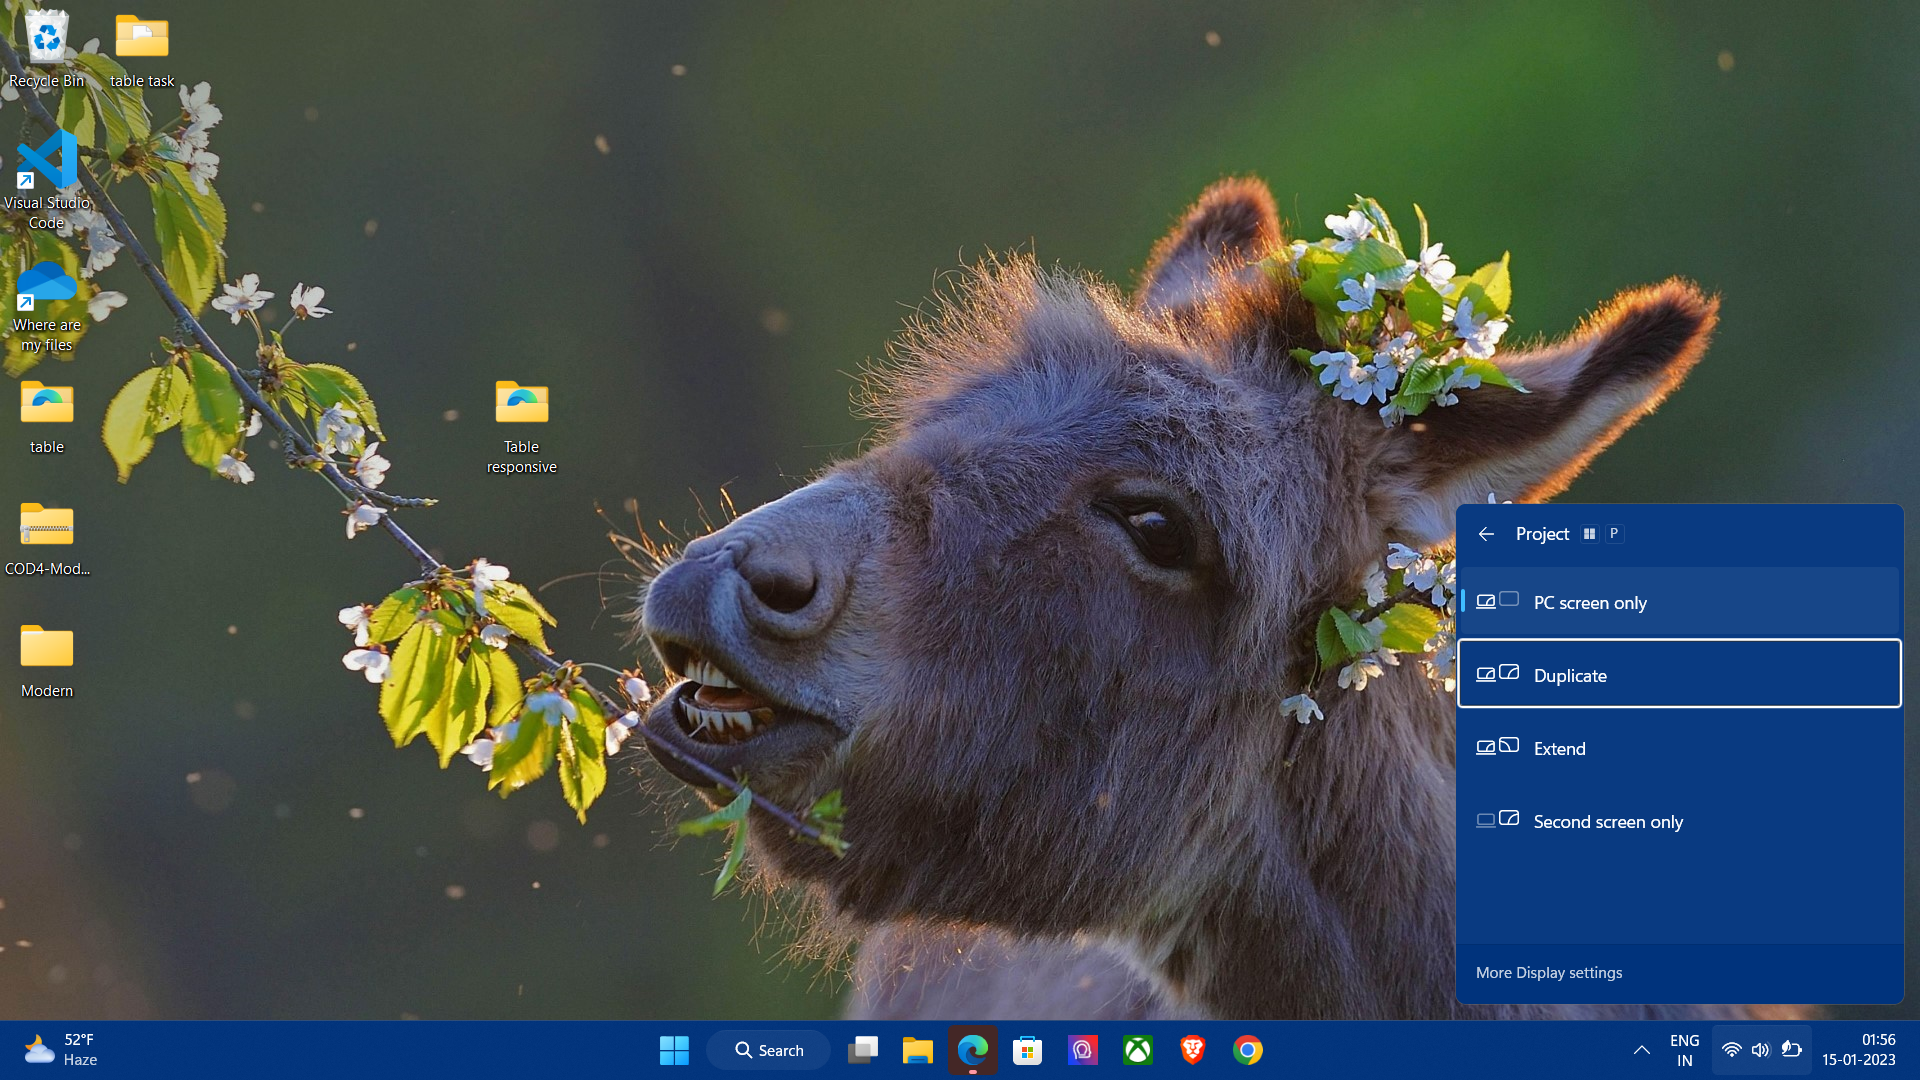 Recycle Bin
table task
Visual Studio
Code
Where are
my files
table
Table
responsive
COD4-Mod...
Modern
Project
P
PC screen only
Duplicate
Extend
Second screen only
More Display settings
52°F
Haze
Search
ENG
IN
01:56
15-01-2023